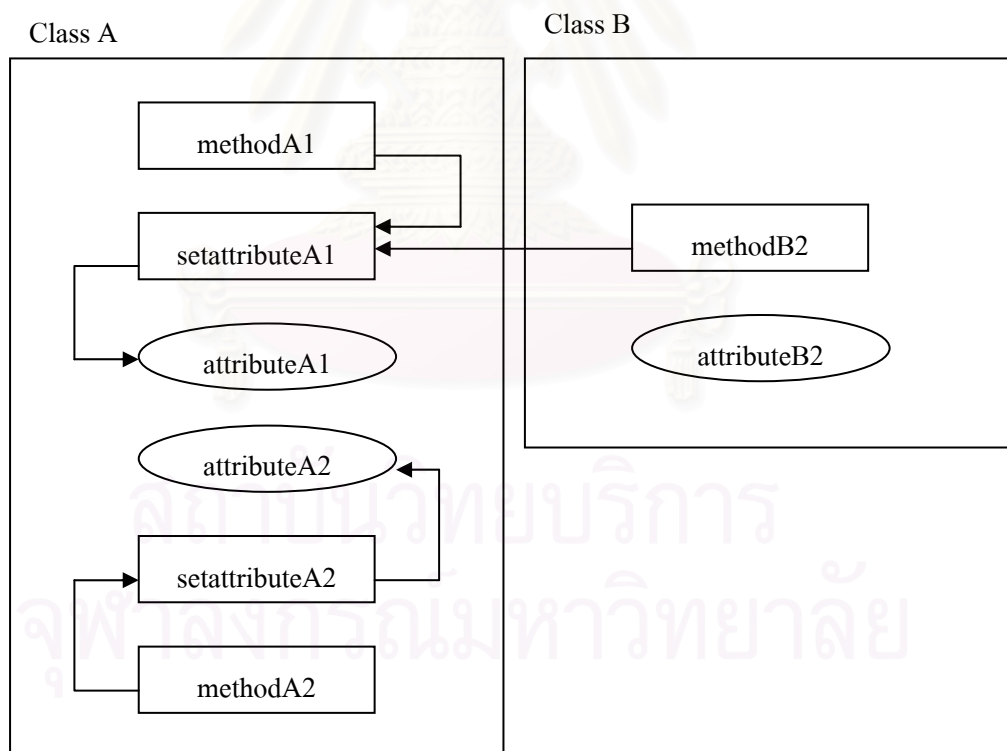 Class A
Class B
methodA1
setattributeA1
methodB2
attributeA1
attributeB2
attributeA2
สถาบันวิทยบริการ
setattributeA2
จุฬาลงกรณ์มหาวิทยาลัย
methodA2